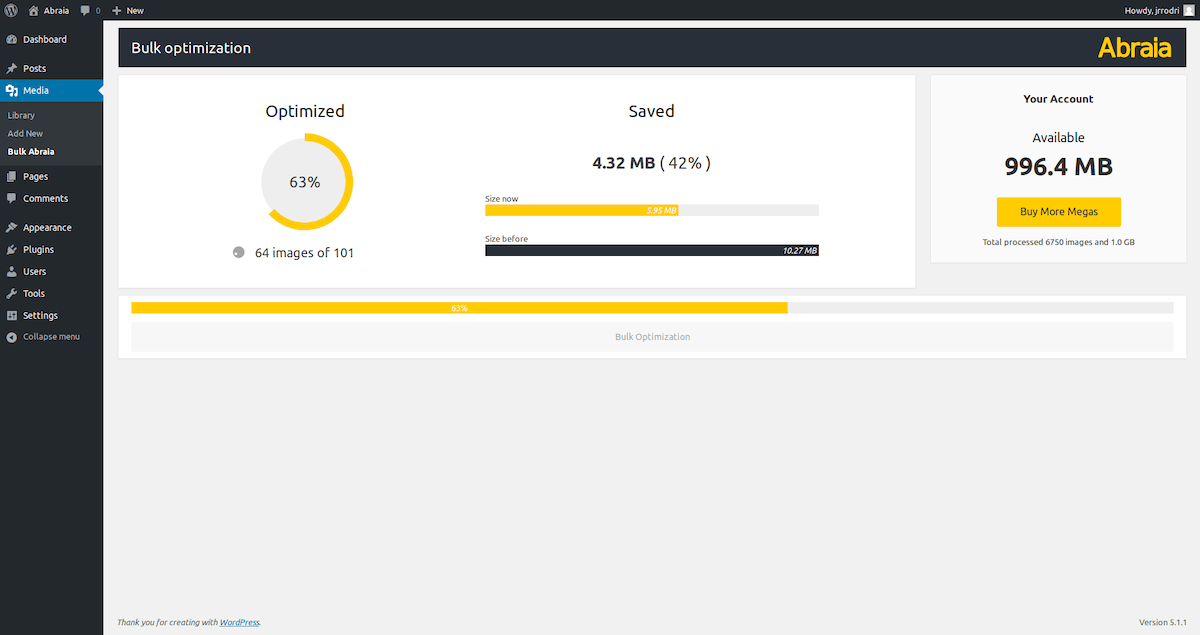 Abraia 0 New Howdy, jrrodri
Dashboard
Posts
Media
Library
Add New
Bulk Abraia
Pages
Comments
Appearance
Plugins
Users
Tools
Settings
Collapse menu
Bulk optimization Abraia
Optimized
63%
64 images of 101
Saved
4.32 MB ( 42% )
Size now
5.95 MB
Size before
10.27 MB
Your Account
Available
996.4 MB
Buy More Megas
Total processed 6750 images and 1.0 GB
63%
Bulk Optimization
Thank you for creating with WordPress. Version 5.1.1